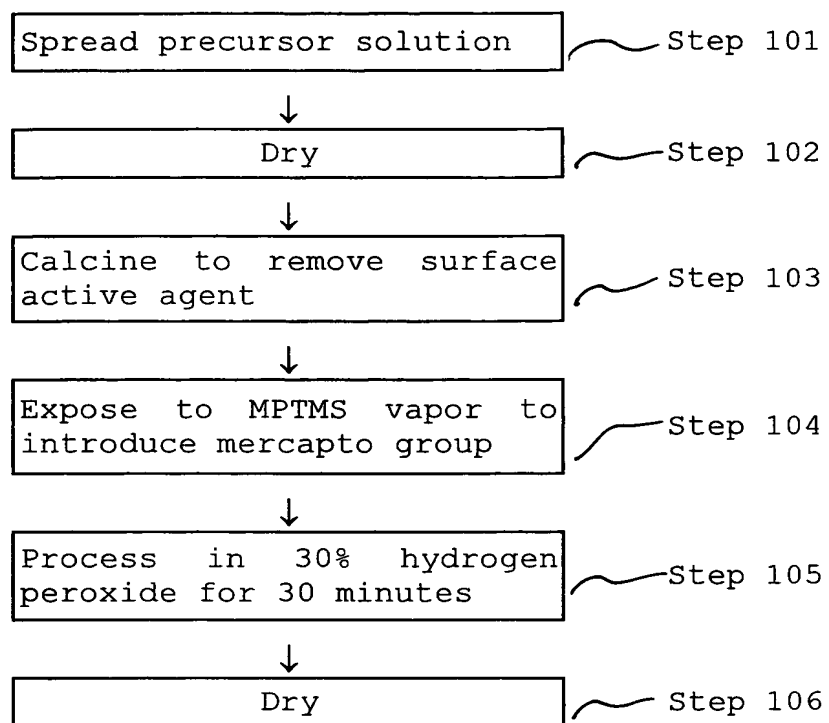 Spread precursor solution
Step 101
↓
Dry
Step 102
↓
Calcine to remove surface
active agent
Step 103
↓
Expose to MPTMS vapor to
introduce mercapto group
Step 104
↓
Process in 30% hydrogen
peroxide for 30 minutes
Step 105
↓
Dry
Step 106